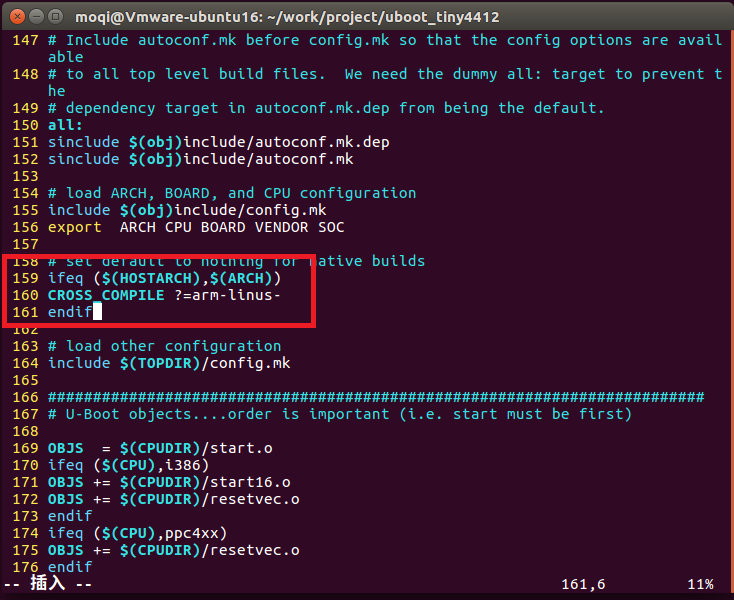 moqi@Vmware-ubuntu16: ~/work/project/uboot_tiny4412
147 # Include autoconf.mk before config.mk so that the config options are avail
able
148 # to all top level build files.  We need the dummy all: target to prevent t
he
149 # dependency target in autoconf.mk.dep from being the default.
150 all:
151 sinclude $(obj)include/autoconf.mk.dep
152 sinclude $(obj)include/autoconf.mk
153
154 # load ARCH, BOARD, and CPU configuration
155 include $(obj)include/config.mk
156 export  ARCH CPU BOARD VENDOR SOC
157
158 # set default to nothing for native builds
159 ifeq ($(HOSTARCH),$(ARCH))
160 CROSS_COMPILE ?=arm-linus-
161 endif
162
163 # load other configuration
164 include $(TOPDIR)/config.mk
165
166 #########################################################################
167 # U-Boot objects....order is important (i.e. start must be first)
168
169 OBJS  = $(CPUDIR)/start.o
170 ifeq ($(CPU),i386)
171 OBJS += $(CPUDIR)/start16.o
172 OBJS += $(CPUDIR)/resetvec.o
173 endif
174 ifeq ($(CPU),ppc4xx)
175 OBJS += $(CPUDIR)/resetvec.o
176 endif
-- 插入 -- 161,6 11%